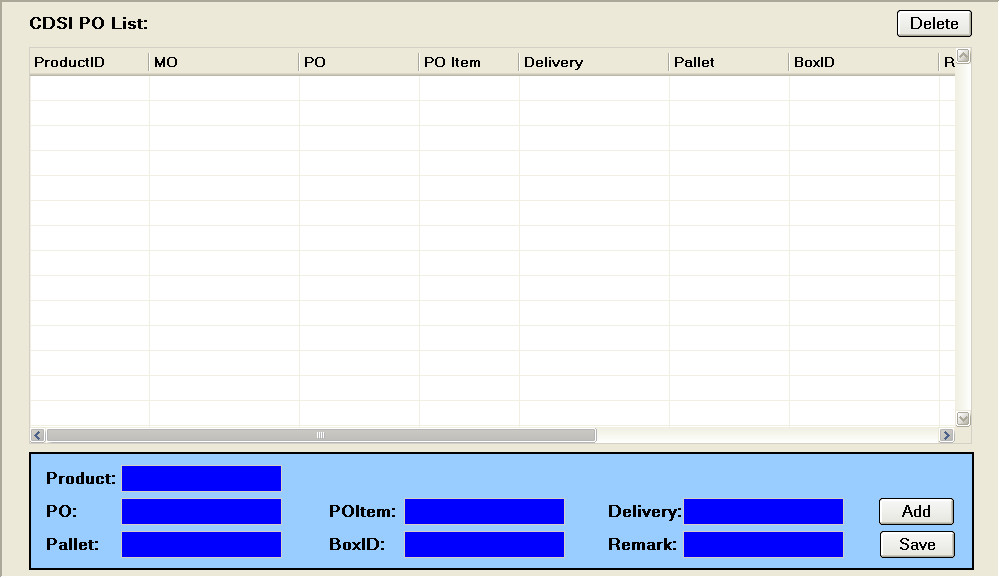 CDSI PO List: Delete
ProductID MO PO PO Item Delivery Pallet BoxID R
Product:
PO: POItem: Delivery: Add
Pallet: BoxID: Remark: Save